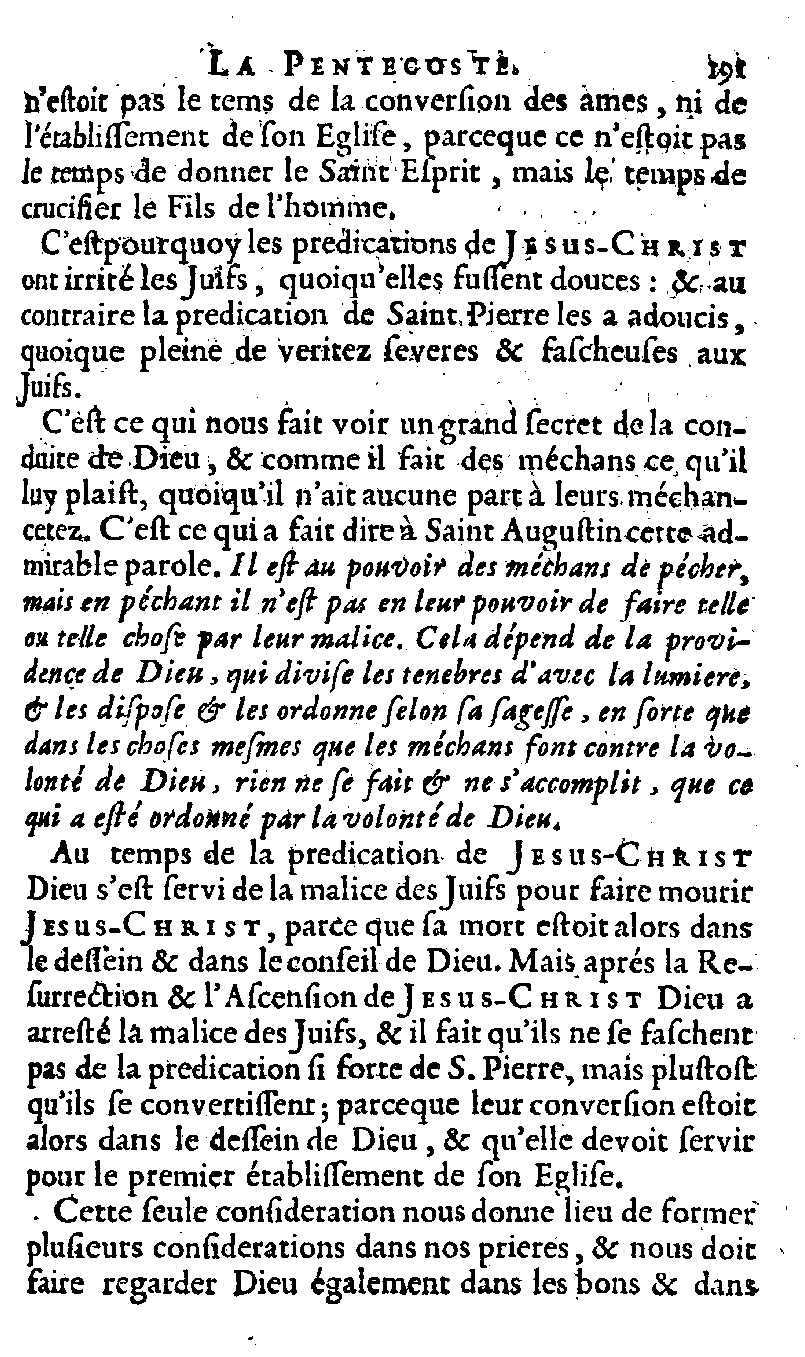 LA PENTECOSTE. 191
n'eſtoit pas le tems de la converſion des ames, ni de
l'établiſſement de ſon Egliſe, parceque ce n'eſtoit pas
le temps de donner le Saint Eſprit, mais le temps de
crucifier le Fils de l'homme.
C'eſtpourquoy les predications de JESUS-CHRIST
ont irrité les Juifs, quoiqu'elles fuſſent douces : & au
contraire la predication de Saint Pierre les a adoucis,
quoique pleine de veritez ſeveres & faſcheuſes aux
Juifs.
C'eſt ce qui nous fait voir un grand ſecret de la con-
duite de Dieu, & comme il fait des méchans ce qu'il
luy plaiſt, quoiqu'il n'ait aucune part à leurs méchan-
cetez. C'eſt ce qui a fait dire à Saint Auguſtin cette ad-
mirable parole. Il eſt au pouvoir des méchans de pécher,
mais en péchant il n'eſt pas en leur pouvoir de faire telle
ou telle choſe par leur malice. Cela dépend de la provi-
dence de Dieu, qui diviſe les tenebres d'avec la lumiere,
& les diſpoſe & les ordonne ſelon ſa ſageſſe, en ſorte que
dans les choſes meſmes que les méchans font contre la vo-
lonté de Dieu, rien ne ſe fait & ne s'accomplit, que ce
qui a eſté ordonné par la volonté de Dieu.
Au temps de la predication de JESUS-CHRIST
Dieu s'eſt ſervi de la malice des Juifs pour faire mourir
JESUS-CHRIST, parce que ſa mort eſtoit alors dans
le deſſein & dans le conſeil de Dieu. Mais aprés la Re-
ſurrection & l'Aſcenſion de JESUS-CHRIST Dieu a
arreſté la malice des Juifs, & il fait qu'ils ne ſe faſchent
pas de la predication ſi forte de S. Pierre, mais pluſtoſt
qu'ils ſe convertiſſent ; parceque leur converſion eſtoit
alors dans le deſſein de Dieu, & qu'elle devoit ſervir
pour le premier établiſſement de ſon Egliſe.
Cette ſeule conſideration nous donne lieu de former
pluſieurs conſiderations dans nos prieres, & nous doit
faire regarder Dieu également dans les bons & dans